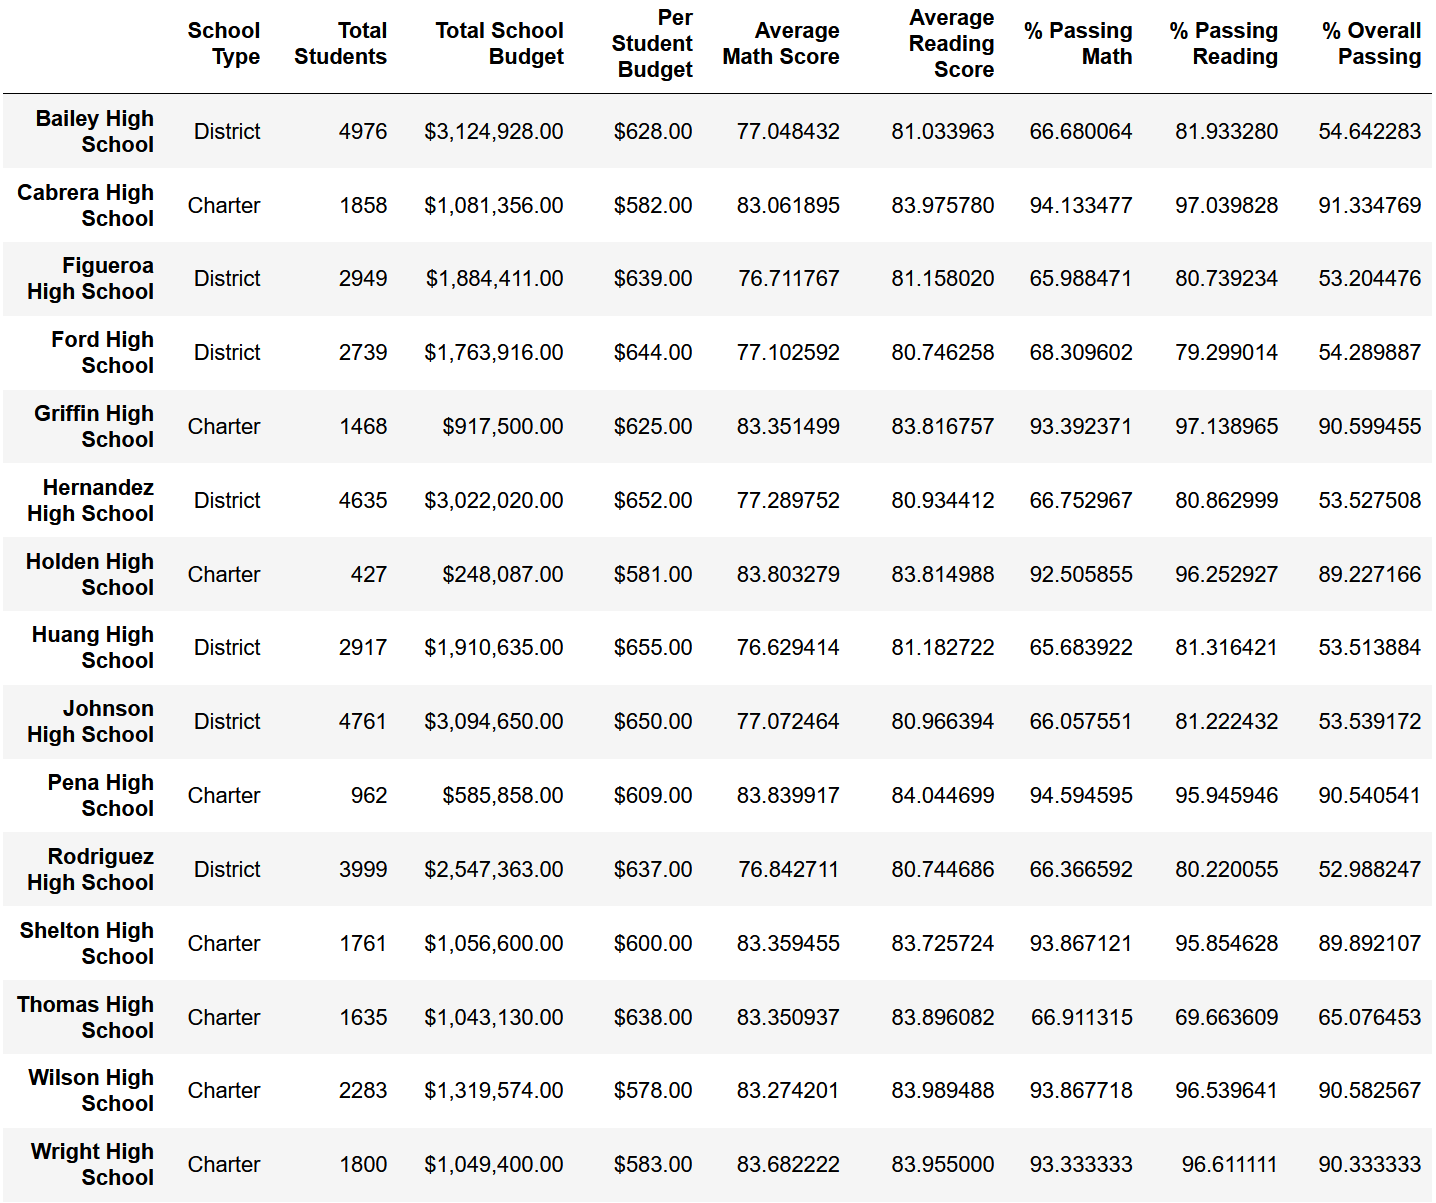 School Type Total Students Total School Budget Per Student Budget Average Math Score Average Reading Score % Passing Math % Passing Reading % Overall Passing
Bailey High School District 4976 $3,124,928.00 $628.00 77.048432 81.033963 66.680064 81.933280 54.642283
Cabrera High School Charter 1858 $1,081,356.00 $582.00 83.061895 83.975780 94.133477 97.039828 91.334769
Figueroa High School District 2949 $1,884,411.00 $639.00 76.711767 81.158020 65.988471 80.739234 53.204476
Ford High School District 2739 $1,763,916.00 $644.00 77.102592 80.746258 68.309602 79.299014 54.289887
Griffin High School Charter 1468 $917,500.00 $625.00 83.351499 83.816757 93.392371 97.138965 90.599455
Hernandez High School District 4635 $3,022,020.00 $652.00 77.289752 80.934412 66.752967 80.862999 53.527508
Holden High School Charter 427 $248,087.00 $581.00 83.803279 83.814988 92.505855 96.252927 89.227166
Huang High School District 2917 $1,910,635.00 $655.00 76.629414 81.182722 65.683922 81.316421 53.513884
Johnson High School District 4761 $3,094,650.00 $650.00 77.072464 80.966394 66.057551 81.222432 53.539172
Pena High School Charter 962 $585,858.00 $609.00 83.839917 84.044699 94.594595 95.945946 90.540541
Rodriguez High School District 3999 $2,547,363.00 $637.00 76.842711 80.744686 66.366592 80.220055 52.988247
Shelton High School Charter 1761 $1,056,600.00 $600.00 83.359455 83.725724 93.867121 95.854628 89.892107
Thomas High School Charter 1635 $1,043,130.00 $638.00 83.350937 83.896082 66.911315 69.663609 65.076453
Wilson High School Charter 2283 $1,319,574.00 $578.00 83.274201 83.989488 93.867718 96.539641 90.582567
Wright High School Charter 1800 $1,049,400.00 $583.00 83.682222 83.955000 93.333333 96.611111 90.333333